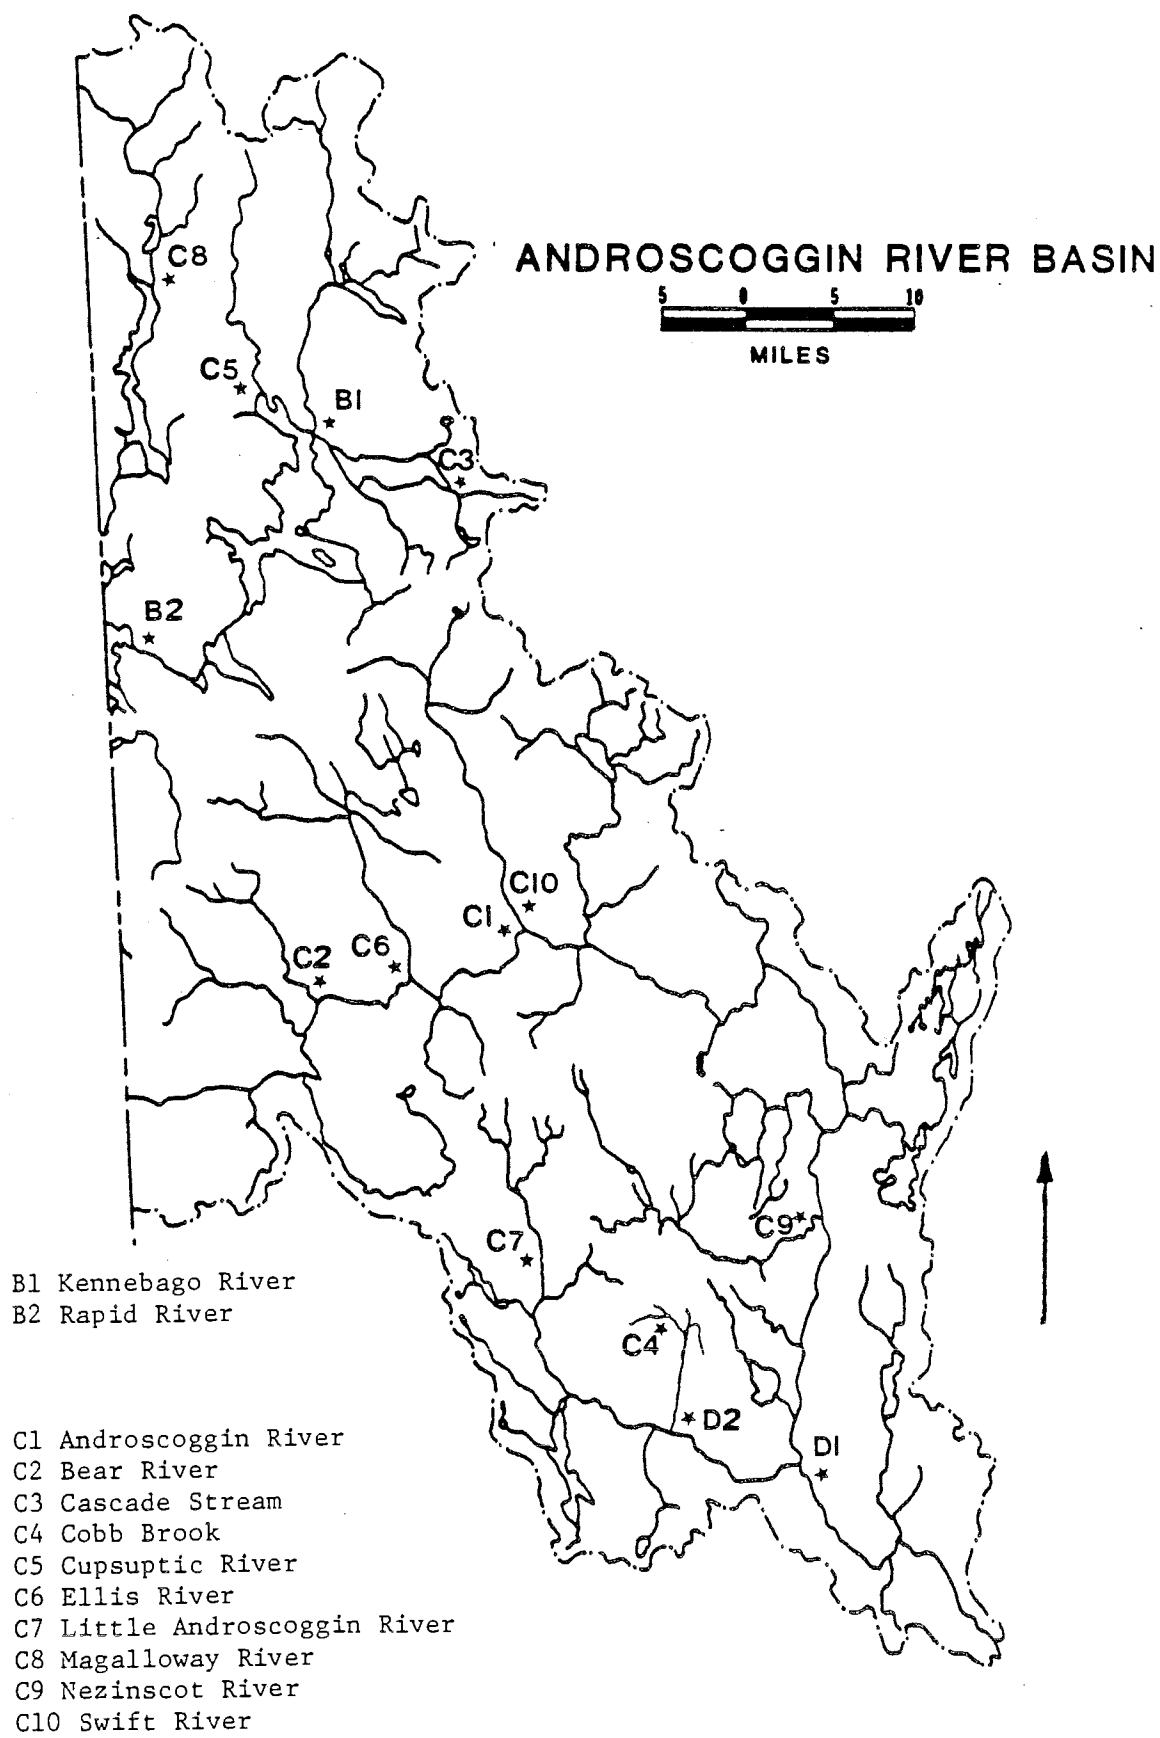 ANDROSCOGGIN RIVER BASIN
5 0 5 10
MILES
C8
C5
B1
C3
B2
C10
C1
C6
C2
C9
C7
C4
D2
D1
B1 Kennebago River
B2 Rapid River
C1 Androscoggin River
C2 Bear River
C3 Cascade Stream
C4 Cobb Brook
C5 Cupsuptic River
C6 Ellis River
C7 Little Androscoggin River
C8 Magalloway River
C9 Nezinscot River
C10 Swift River